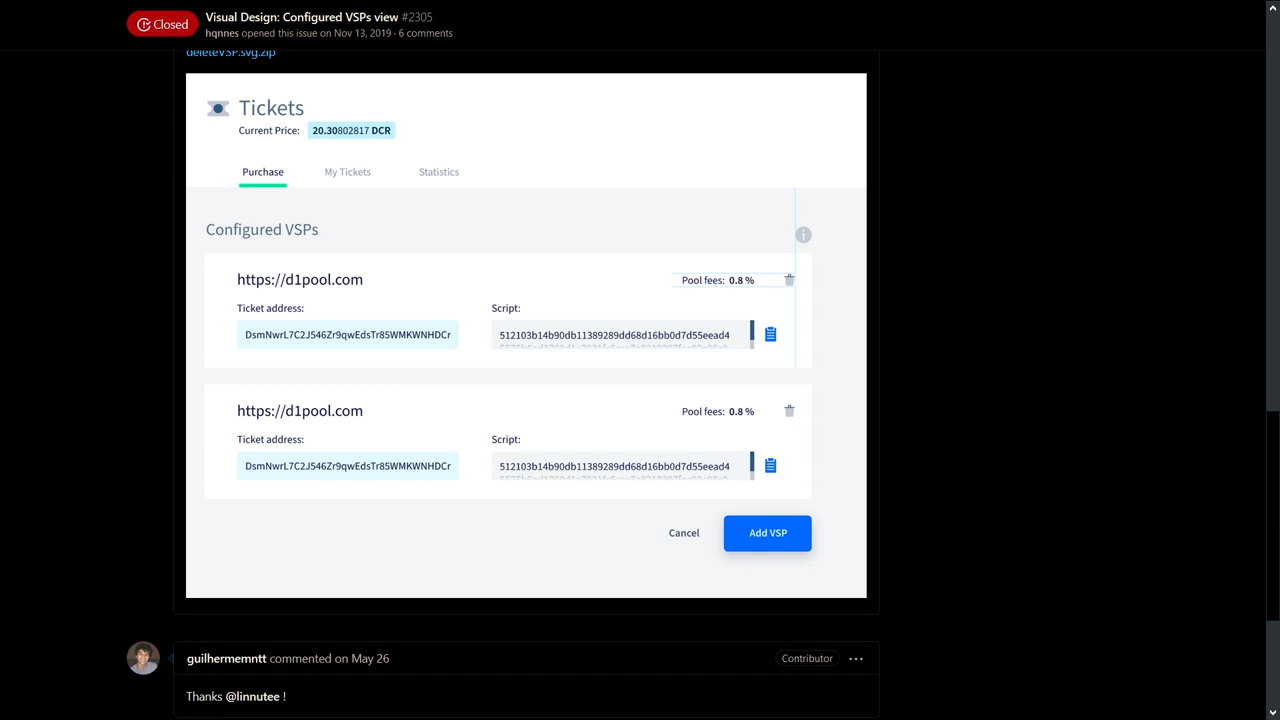 Closed
Visual Design: Configured VSPs view #2305
hqnnes opened this issue on Nov 13, 2019 · 6 comments
deleteVSP.svg.zip
Tickets
Current Price: 20.30802817 DCR
Purchase My Tickets Statistics
Configured VSPs
https://d1pool.com Pool fees: 0.8 %
Ticket address: Script:
DsmNwrL7C2J546Zr9qwEdsTr85WMKWNHDCr 512103b14b90db11389289dd68d16bb0d7d55eead4
https://d1pool.com Pool fees: 0.8 %
Ticket address: Script:
DsmNwrL7C2J546Zr9qwEdsTr85WMKWNHDCr 512103b14b90db11389289dd68d16bb0d7d55eead4
Cancel Add VSP
guilhermemntt commented on May 26 Contributor
Thanks @linnutee !